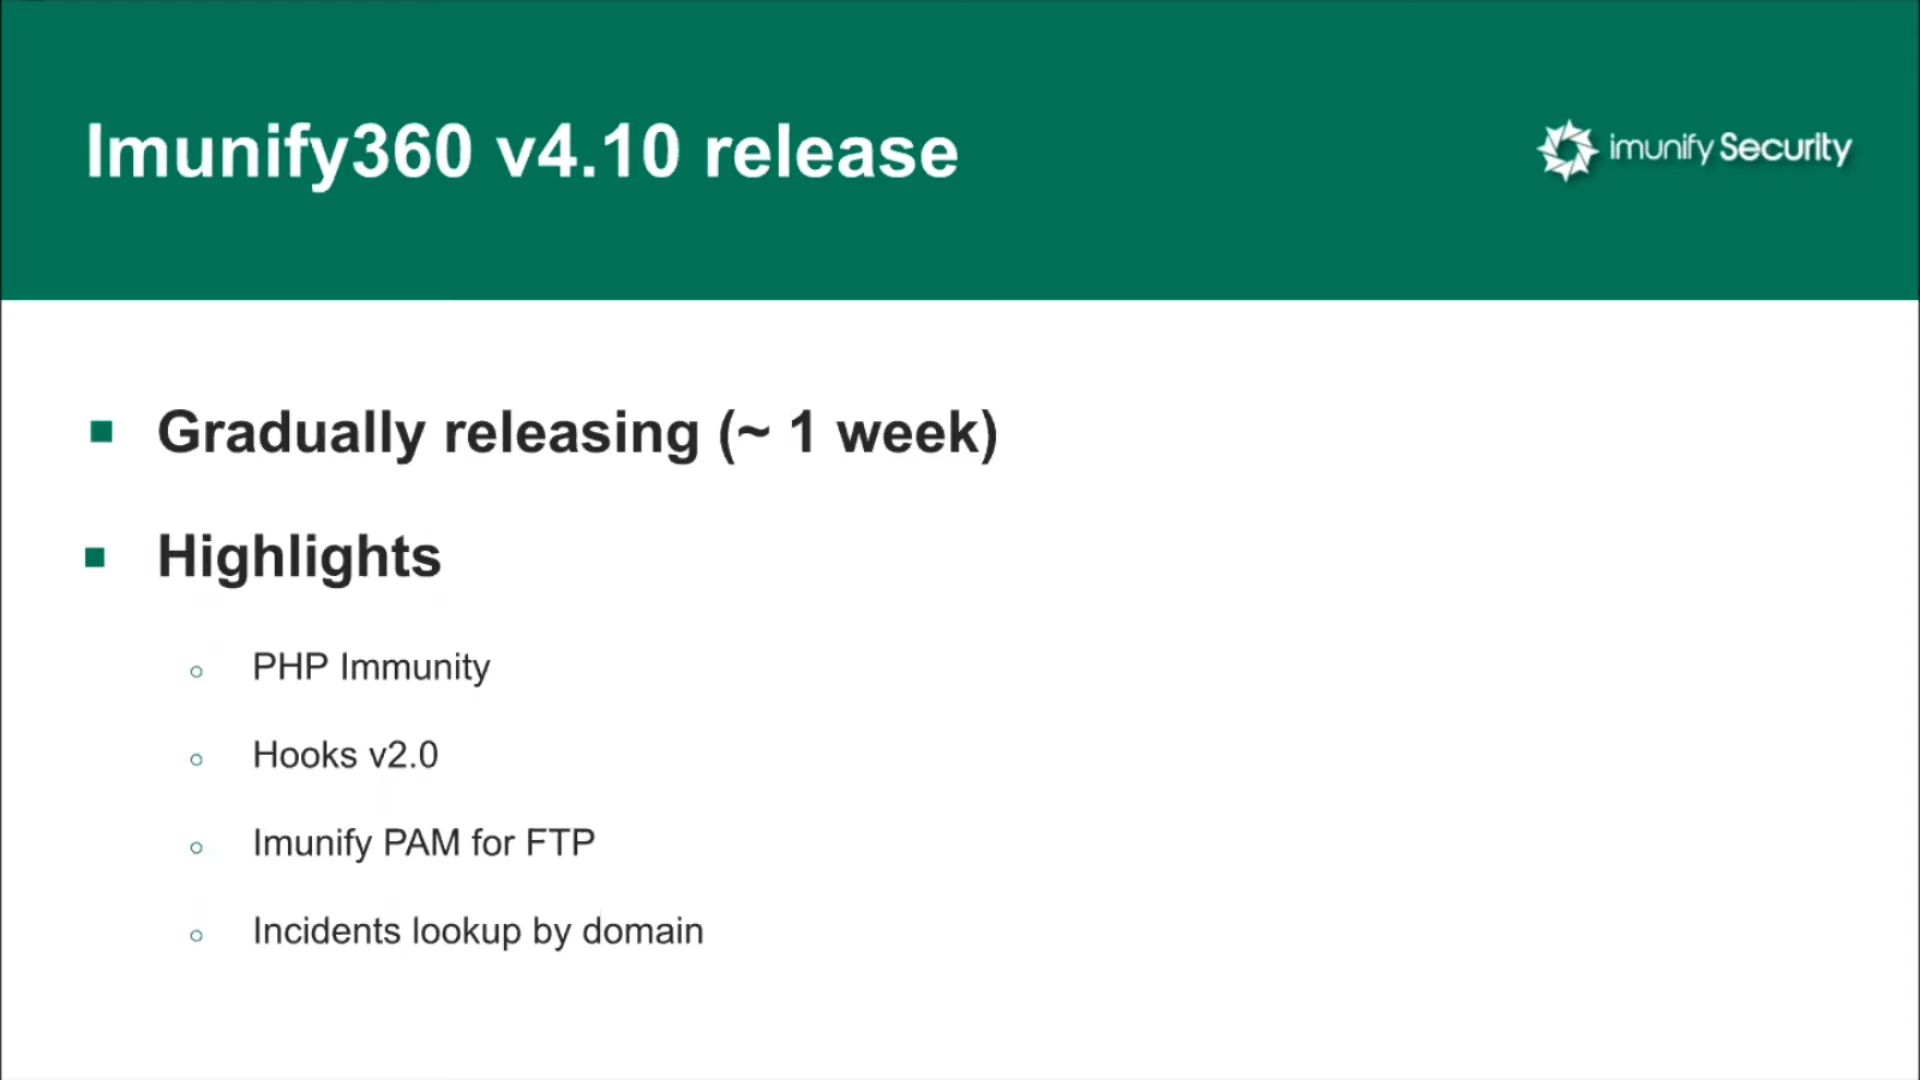 Imunify360 v4.10 release
imunify Security
Gradually releasing (~ 1 week)
Highlights
PHP Immunity
Hooks v2.0
Imunify PAM for FTP
Incidents lookup by domain